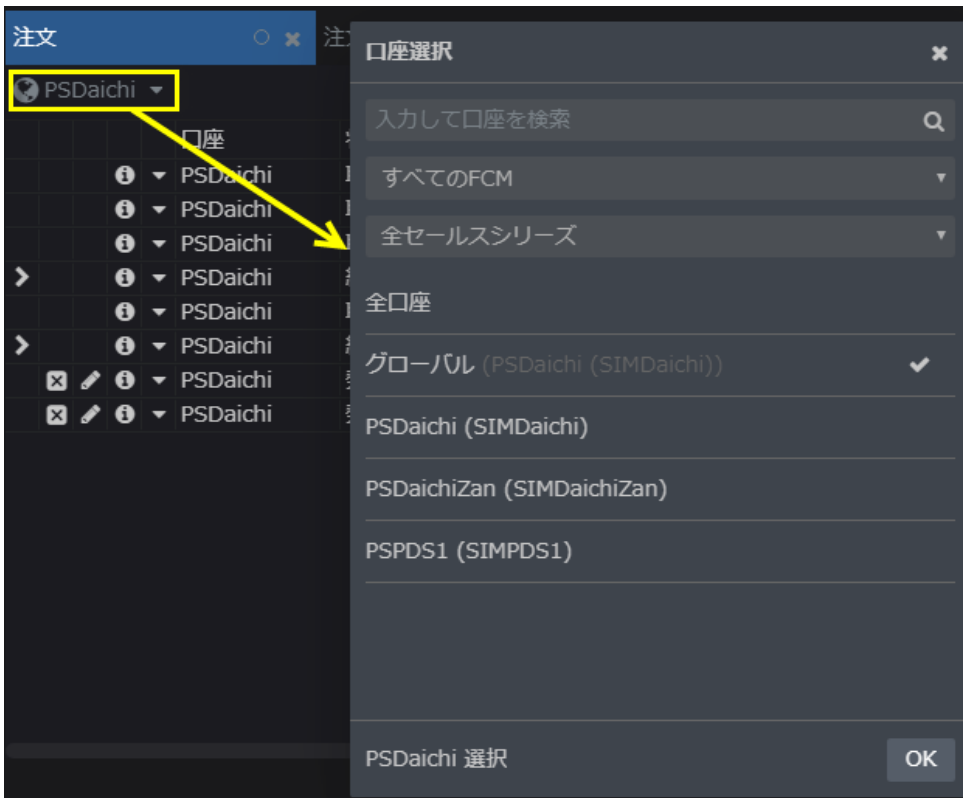 注文
注
PSDaichi
口座
PSDaichi
PSDaichi
PSDaichi
PSDaichi
PSDaichi
PSDaichi
PSDaichi
PSDaichi
口座選択
入力して口座を検索
すべてのFCM
全セールスシリーズ
全口座
グローバル (PSDaichi (SIMDaichi))
PSDaichi (SIMDaichi)
PSDaichiZan (SIMDaichiZan)
PSPDS1 (SIMPDS1)
PSDaichi 選択
OK